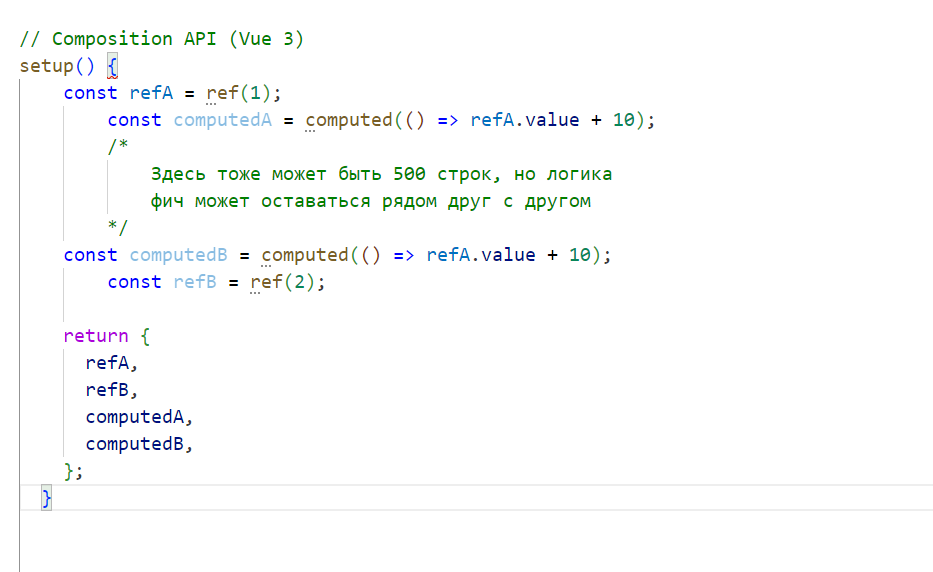 // Composition API (Vue 3)
setup() {
const refA = ref(1);
const computedA = computed(() => refA.value + 10);
/*
Здесь тоже может быть 500 строк, но логика
фич может оставаться рядом друг с другом
*/
const computedB = computed(() => refA.value + 10);
const refB = ref(2);
return {
refA,
refB,
computedA,
computedB,
};
}